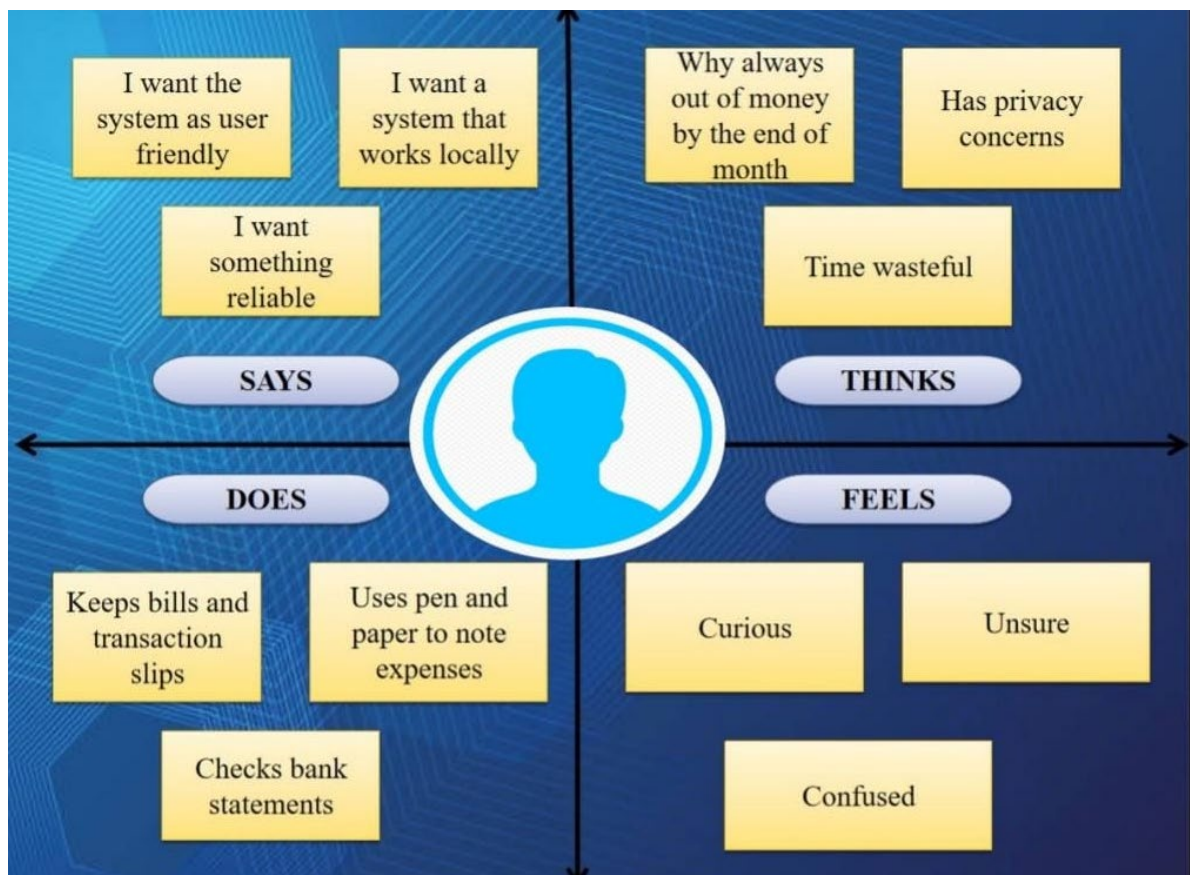 I want the
system as user
friendly
I want a
system that
works locally
I want
something
reliable
SAYS
Why always
out of money
by the end of
month
Has privacy
concerns
Time wasteful
THINKS
DOES
Keeps bills and
transaction
slips
Uses pen and
paper to note
expenses
Checks bank
statements
FEELS
Curious
Unsure
Confused